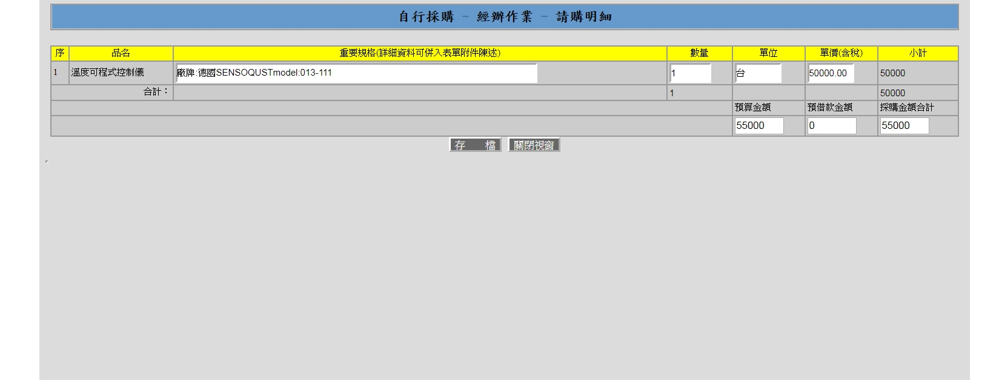 自行採購 - 經辦作業 - 請購明細
序 品名 重要規格(詳細資料可併入表單附件陳述) 數量 單位 單價(含稅) 小計
1 溫度可程式控制儀 廠牌:德國SENSOQUSTmodel:013-111 1 台 50000.00 50000
合計： 1 50000
預算金額 預借款金額 採購金額合計
55000 0 55000
存 檔 關閉視窗